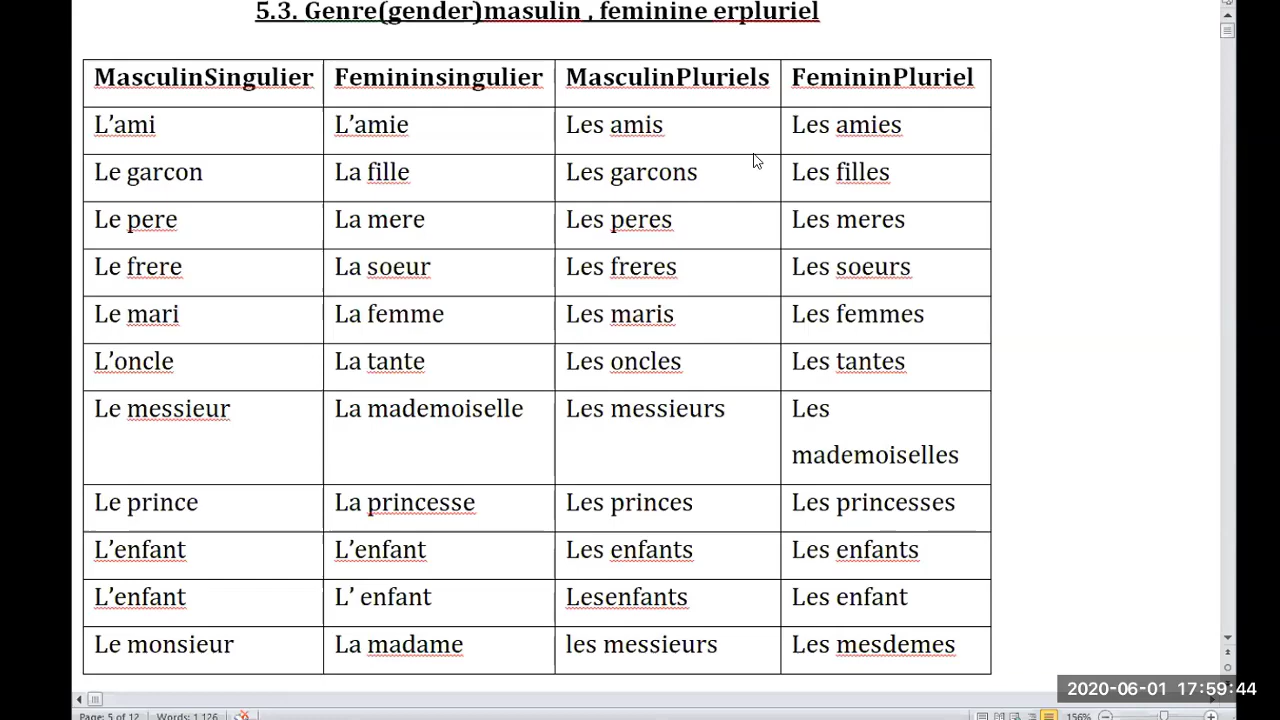 5.3. Genre(gender)masulin , feminine erpluriel
MasculinSingulier Femininsingulier MasculinPluriels FemininPluriel
L’ami L’amie Les amis Les amies
Le garcon La fille Les garcons Les filles
Le pere La mere Les peres Les meres
Le frere La soeur Les freres Les soeurs
Le mari La femme Les maris Les femmes
L’oncle La tante Les oncles Les tantes
Le messieur La mademoiselle Les messieurs Les
mademoiselles
Le prince La princesse Les princes Les princesses
L’enfant L’enfant Les enfants Les enfants
L’enfant L’ enfant Lesenfants Les enfant
Le monsieur La madame les messieurs Les mesdemes
2020-06-01 17:59:44
Page: 5 of 12 Words: 1,126 156%